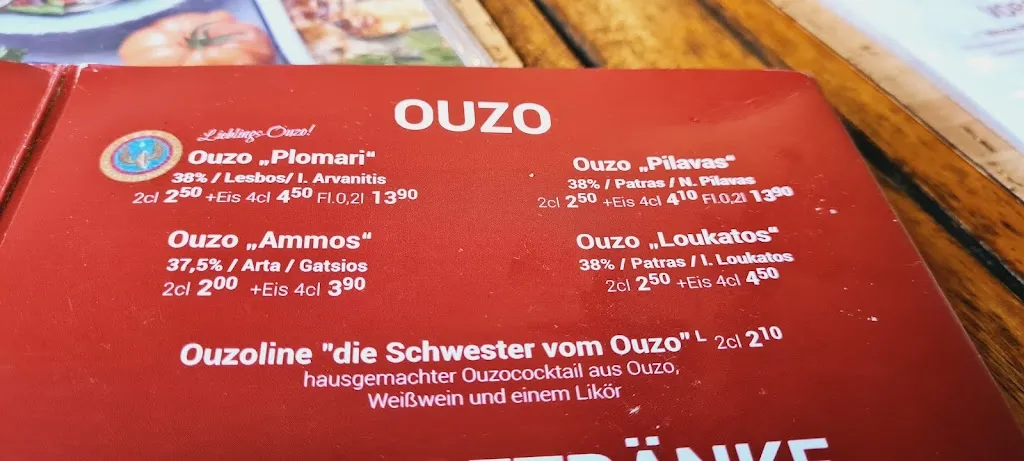 OUZO
Lieblings-Ouzo!
Ouzo „Plomari“
38% / Lesbos/ I. Arvanitis
2cl 2⁵⁰ +Eis 4cl 4⁵⁰ Fl.0,2l 13⁹⁰
Ouzo „Pilavas“
38% / Patras / N. Pilavas
2cl 2⁵⁰ +Eis 4cl 4¹⁰ Fl.0,2l 13⁹⁰
Ouzo „Ammos“
37,5% / Arta / Gatsios
2cl 2⁰⁰ +Eis 4cl 3⁹⁰
Ouzo „Loukatos“
38% / Patras / I. Loukatos
2cl 2⁵⁰ +Eis 4cl 4⁵⁰
Ouzoline "die Schwester vom Ouzo" ᴸ 2cl 2¹⁰
hausgemachter Ouzococktail aus Ouzo,
Weißwein und einem Likör